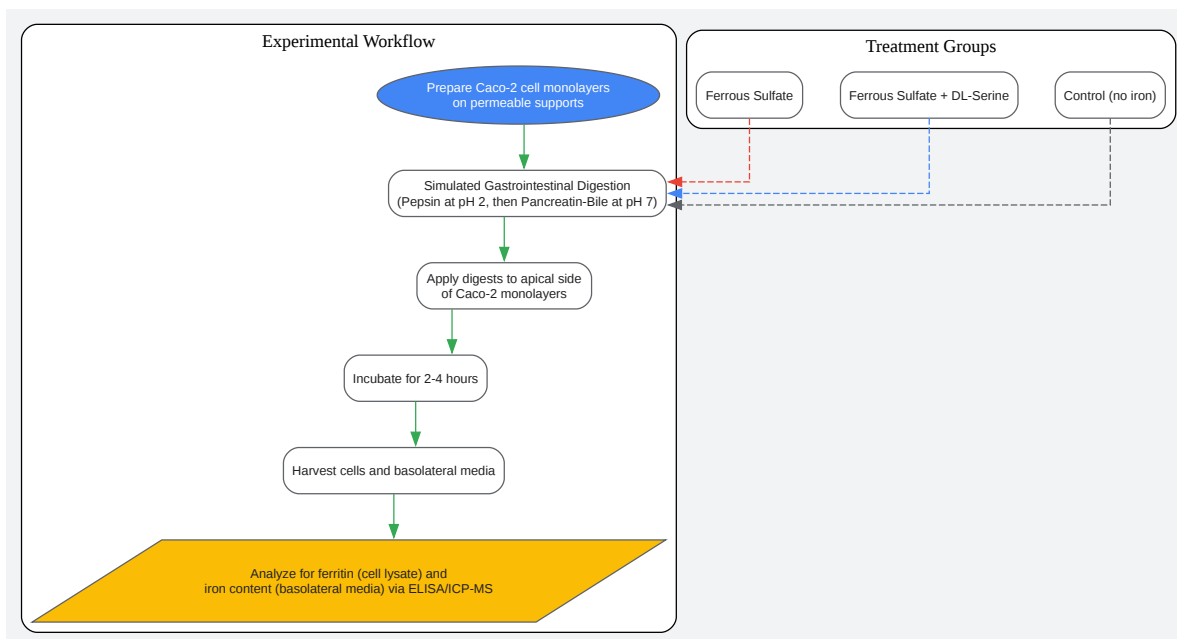 Experimental Workflow
Prepare Caco-2 cell monolayers
on permeable supports
Simulated Gastrointestinal Digestion
(Pepsin at pH 2, then Pancreatin-Bile at pH 7)
Apply digests to apical side
of Caco-2 monolayers
Incubate for 2-4 hours
Harvest cells and basolateral media
Analyze for ferritin (cell lysate) and
iron content (basolateral media) via ELISA/ICP-MS
Treatment Groups
Ferrous Sulfate
Ferrous Sulfate + DL-Serine
Control (no iron)